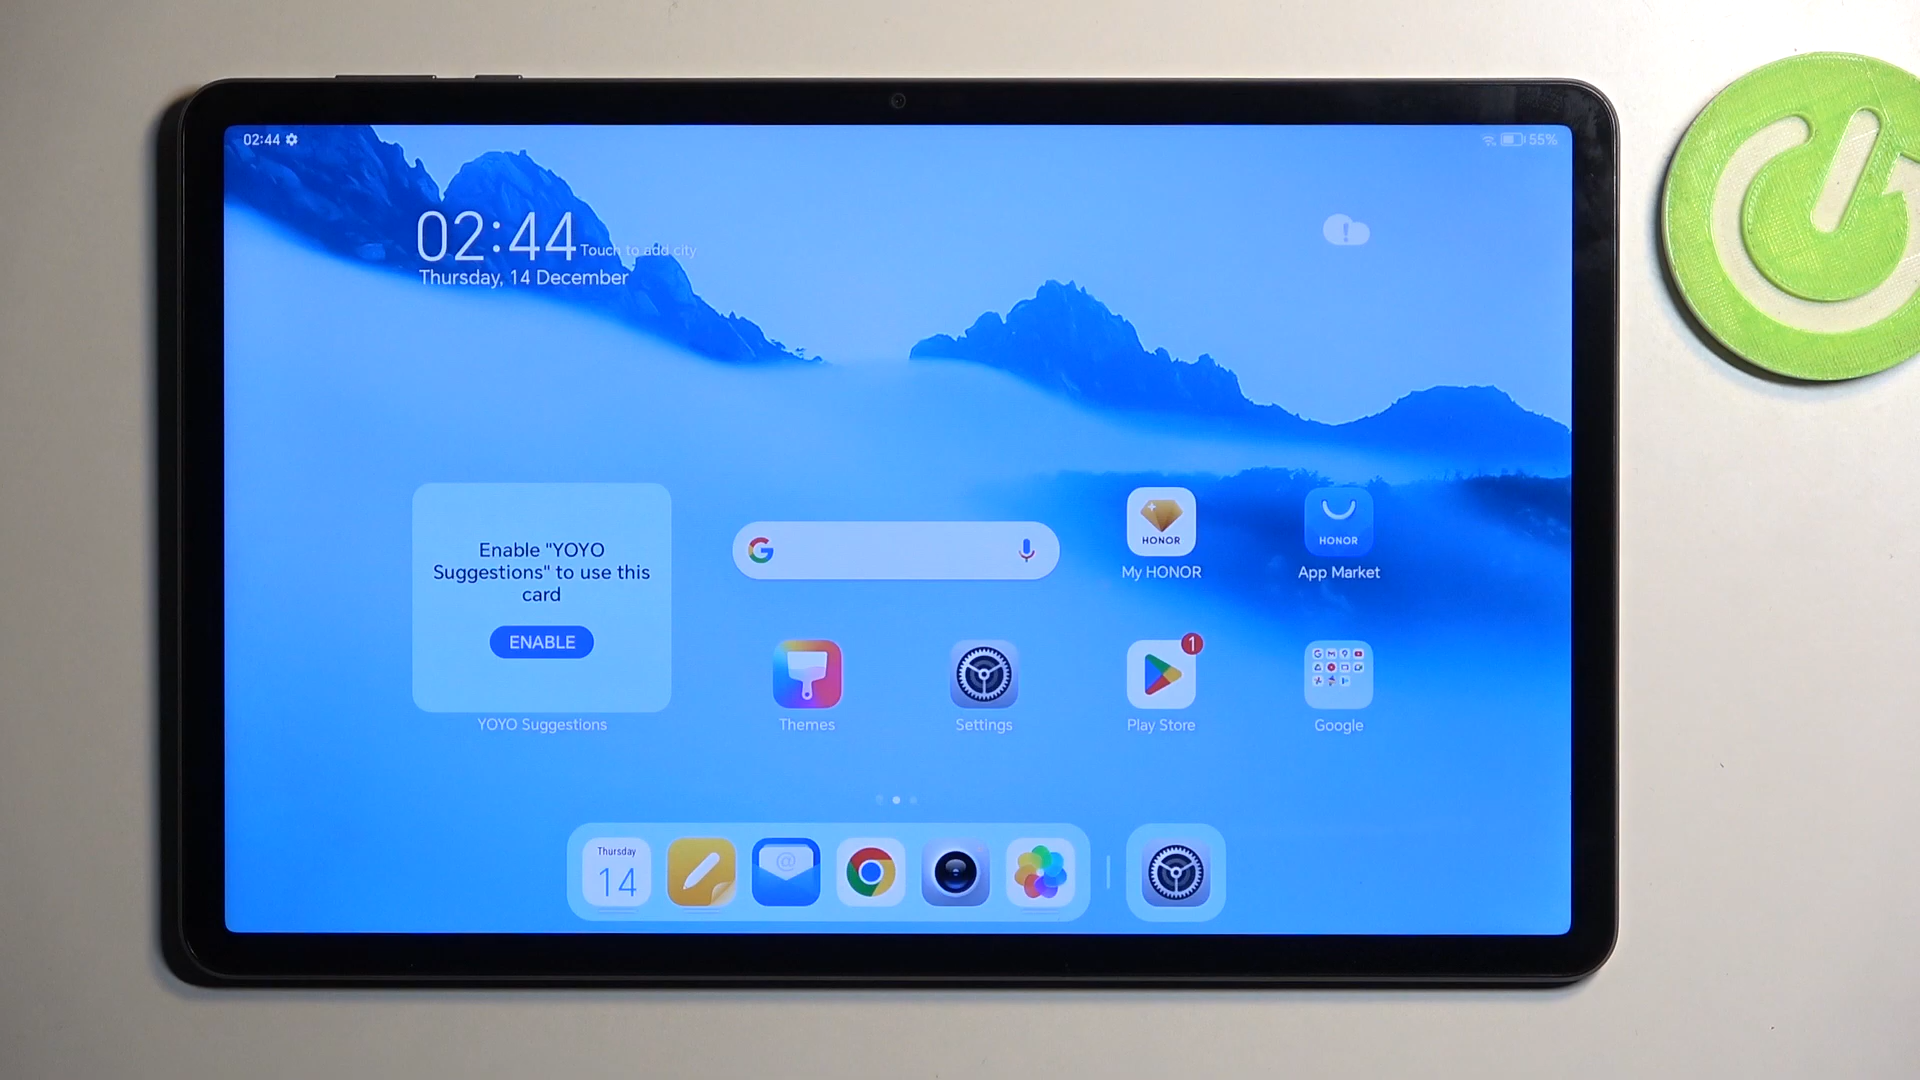 02:44
55%
02:44 Touch to add city
Thursday, 14 December
Enable "YOYO
Suggestions" to use this
card
ENABLE
YOYO Suggestions
HONOR
My HONOR
HONOR
App Market
Themes
Settings
1
Play Store
Google
Thursday
14
@